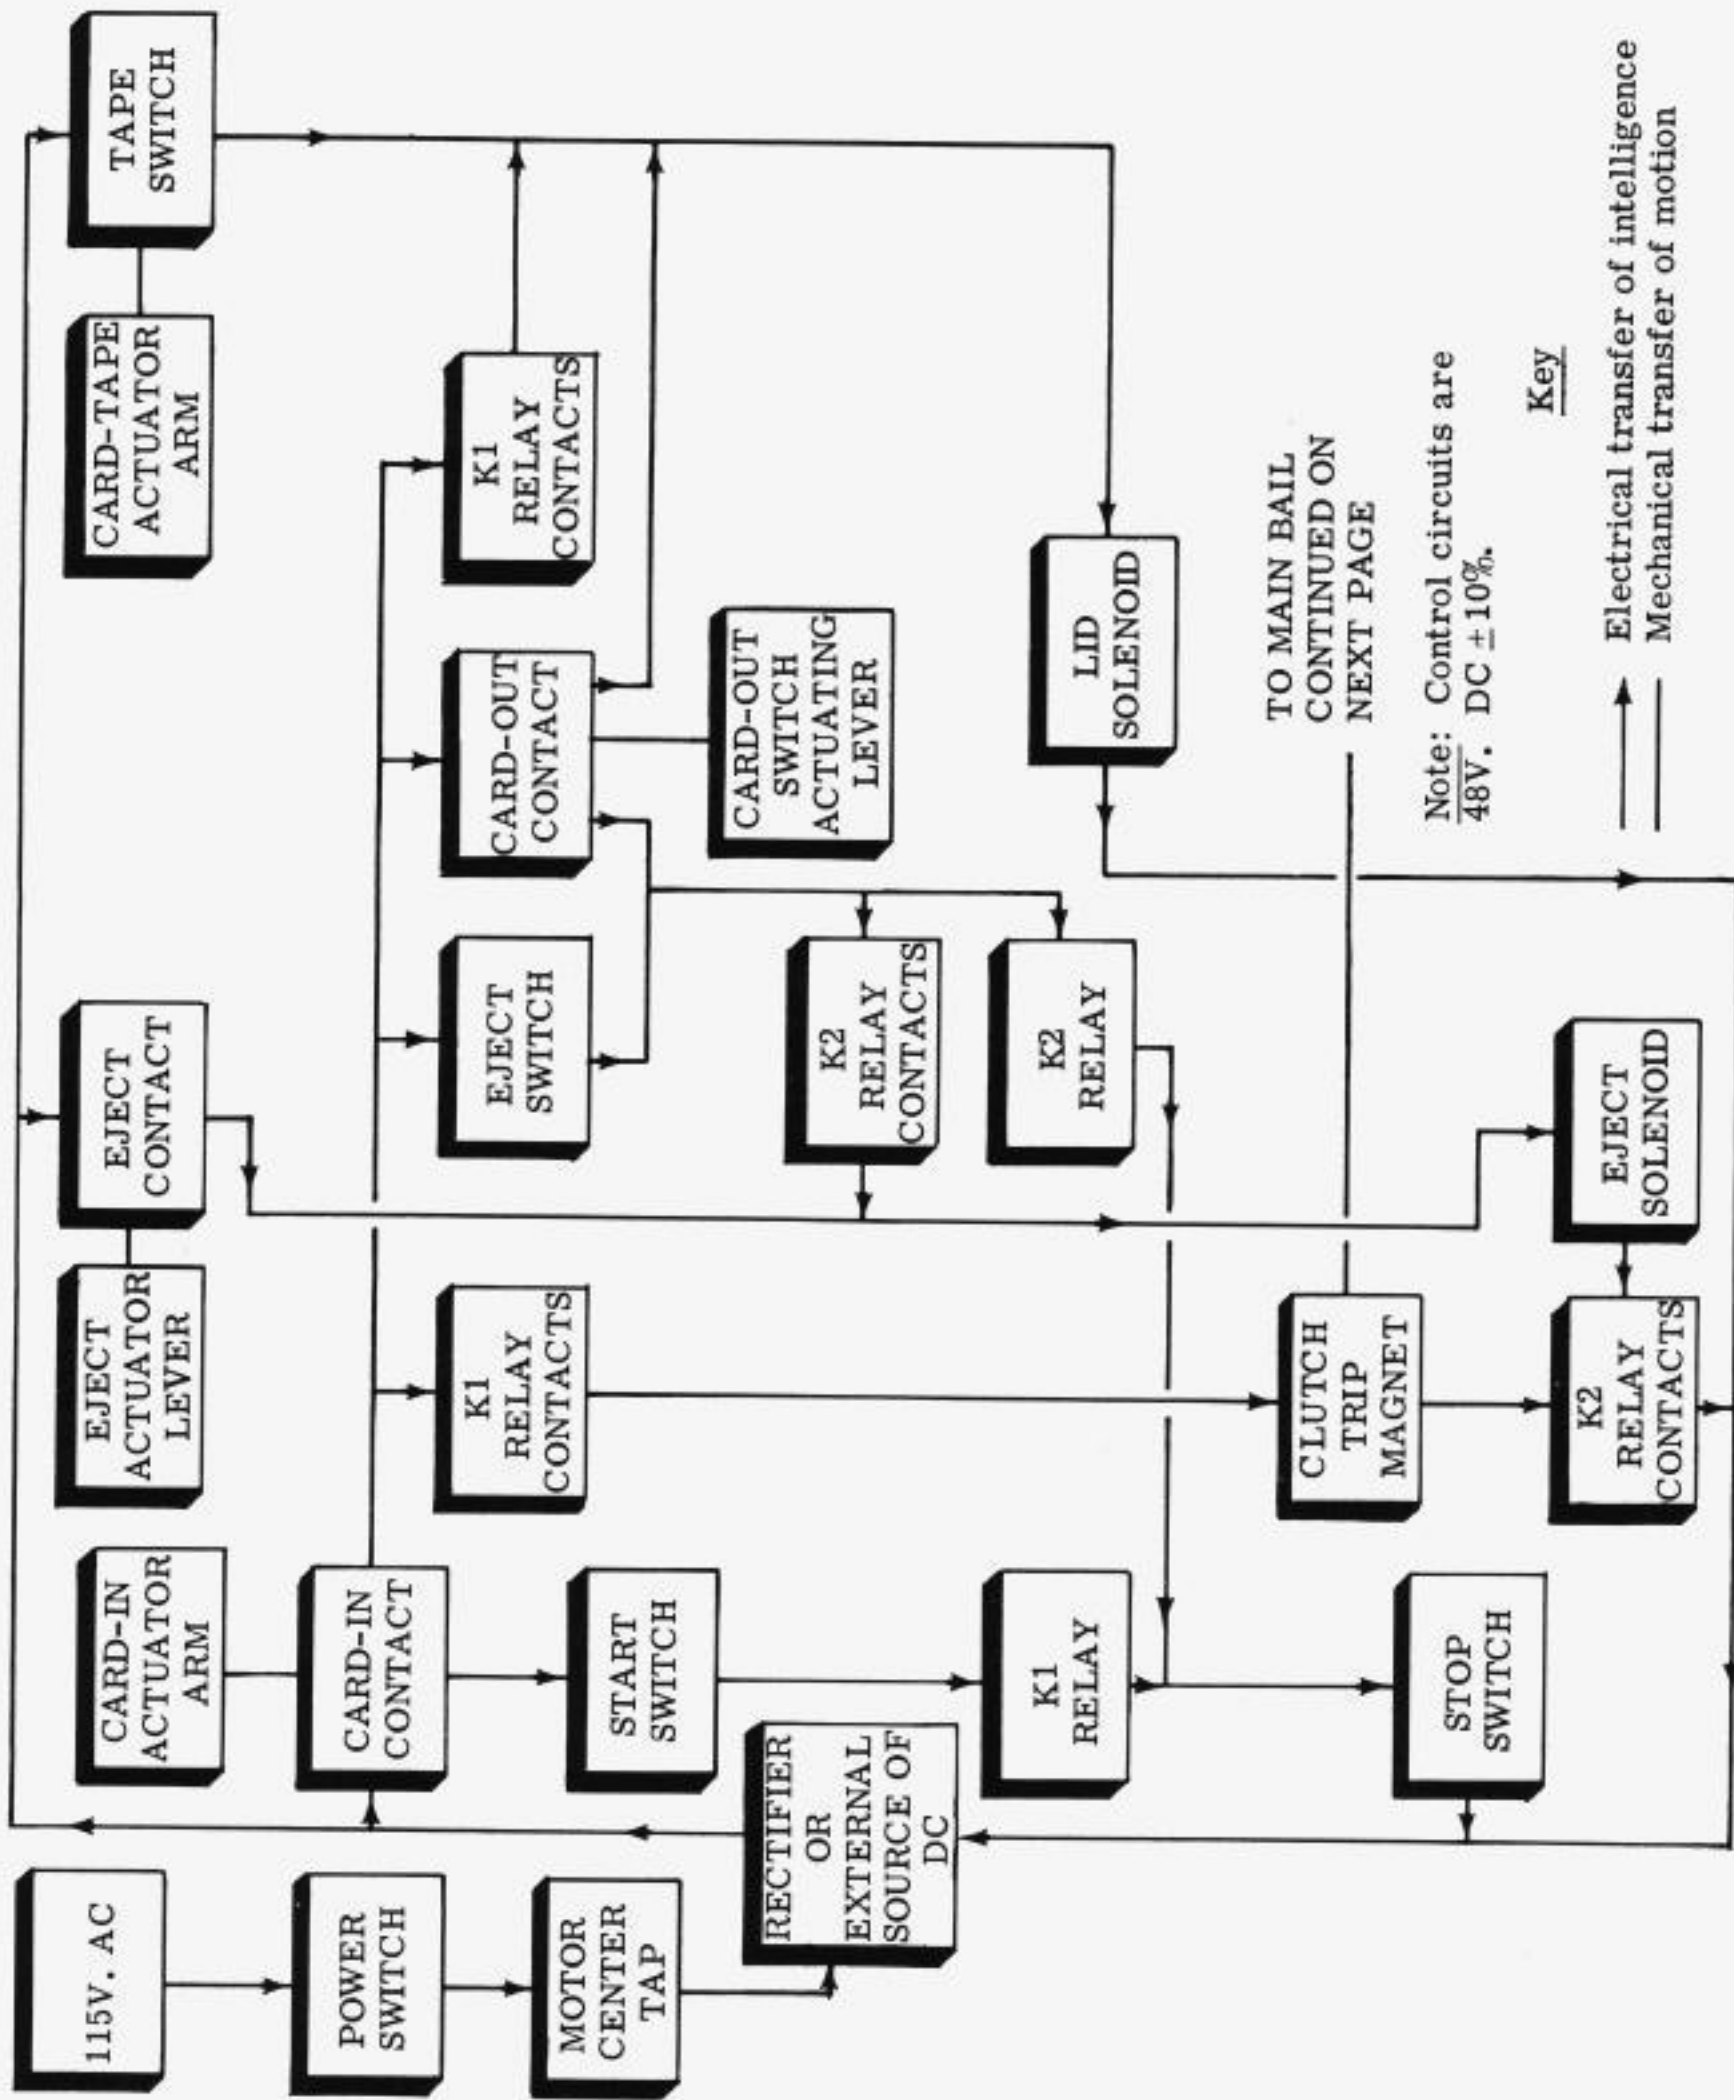 115V. AC
POWER
SWITCH
MOTOR
CENTER
TAP
RECTIFIER
OR
EXTERNAL
SOURCE OF
DC
CARD-IN
ACTUATOR
ARM
CARD-IN
CONTACT
START
SWITCH
K1
RELAY
STOP
SWITCH
EJECT
ACTUATOR
LEVER
EJECT
CONTACT
K1
RELAY
CONTACTS
CLUTCH
TRIP
MAGNET
K2
RELAY
CONTACTS
EJECT
SOLENOID
EJECT
SWITCH
K2
RELAY
CONTACTS
K2
RELAY
CARD-OUT
CONTACT
CARD-OUT
SWITCH
ACTUATING
LEVER
K1
RELAY
CONTACTS
CARD-TAPE
ACTUATOR
ARM
TAPE
SWITCH
LID
SOLENOID
TO MAIN BAIL
CONTINUED ON
NEXT PAGE
Note: Control circuits are
48V. DC ±10%.
Key
Electrical transfer of intelligence
Mechanical transfer of motion